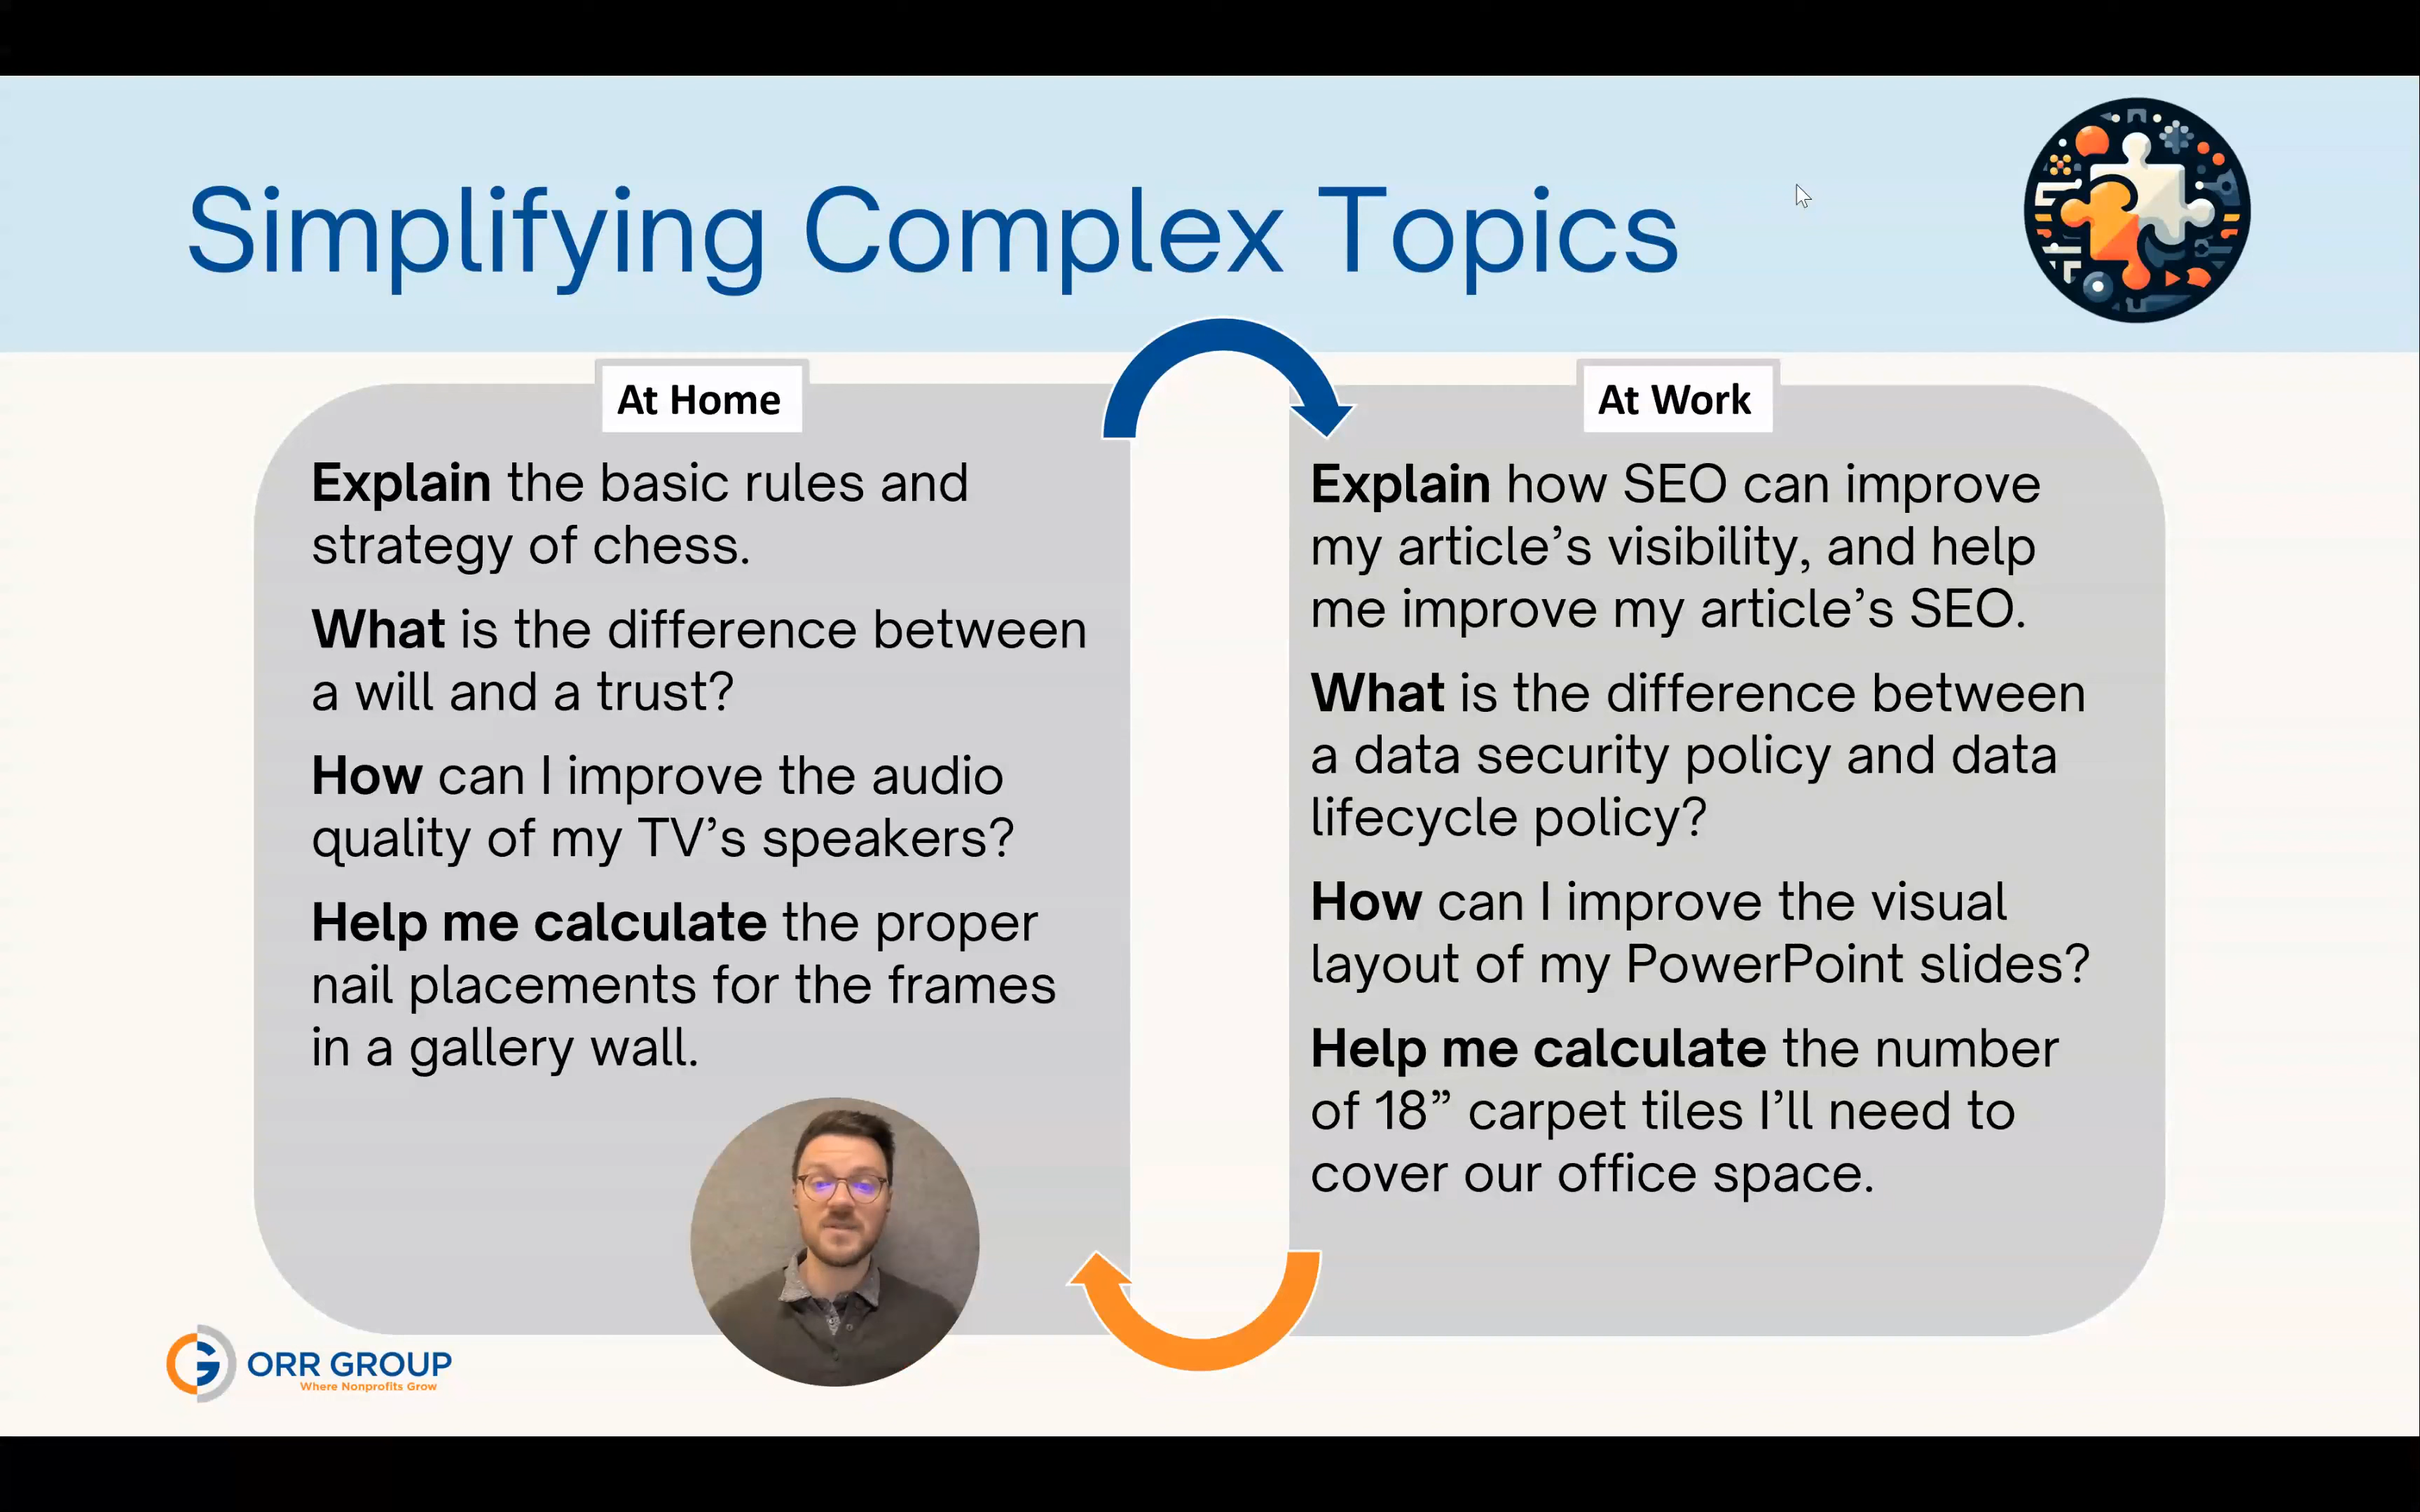 Simplifying Complex Topics
At Home
Explain the basic rules and
strategy of chess.
What is the difference between
a will and a trust?
How can I improve the audio
quality of my TV’s speakers?
Help me calculate the proper
nail placements for the frames
in a gallery wall.
At Work
Explain how SEO can improve
my article’s visibility, and help
me improve my article’s SEO.
What is the difference between
a data security policy and data
lifecycle policy?
How can I improve the visual
layout of my PowerPoint slides?
Help me calculate the number
of 18” carpet tiles I’ll need to
cover our office space.
ORR GROUP
Where Nonprofits Grow